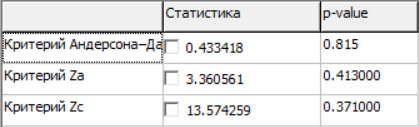 Статистика p-value
Критерий Андерсона-Да 0.433418 0.815
Критерий Za 3.360561 0.413000
Критерий Zc 13.574259 0.371000